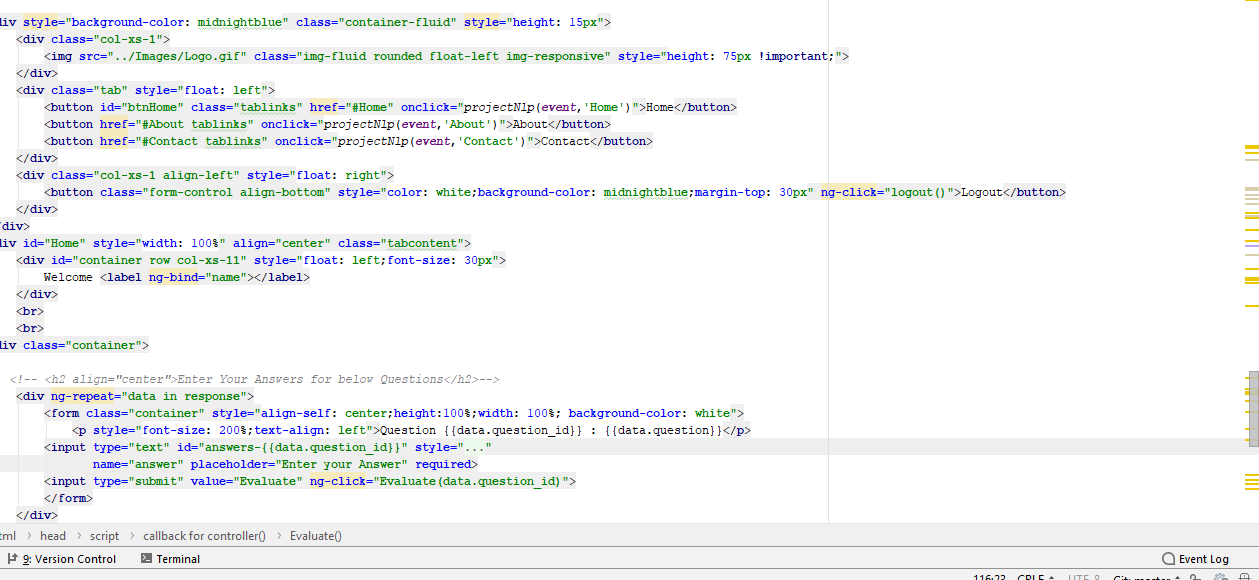 iv style="background-color: midnightblue" class="container-fluid" style="height: 15px">
<div class="col-xs-1">
<img src="../Images/Logo.gif" class="img-fluid rounded float-left img-responsive" style="height: 75px !important;">
</div>
<div class="tab" style="float: left">
<button id="btnHome" class="tablinks" href="#Home" onclick="projectNlp(event,'Home')">Home</button>
<button href="#About tablinks" onclick="projectNlp(event,'About')">About</button>
<button href="#Contact tablinks" onclick="projectNlp(event,'Contact')">Contact</button>
</div>
<div class="col-xs-1 align-left" style="float: right">
<button class="form-control align-bottom" style="color: white;background-color: midnightblue;margin-top: 30px" ng-click="logout()">Logout</button>
</div>
/div>
iv id="Home" style="width: 100%" align="center" class="tabcontent">
<div id="container row col-xs-11" style="float: left;font-size: 30px">
Welcome <label ng-bind="name"></label>
</div>
<br>
<br>
iv class="container">
<!-- <h2 align="center">Enter Your Answers for below Questions</h2>-->
<div ng-repeat="data in response">
<form class="container" style="align-self: center;height:100%;width: 100%; background-color: white">
<p style="font-size: 200%;text-align: left">Question {{data.question_id}} : {{data.question}}</p>
<input type="text" id="answers-{{data.question_id}}" style="..."
name="answer" placeholder="Enter your Answer" required>
<input type="submit" value="Evaluate" ng-click="Evaluate(data.question_id)">
</form>
</div>
tml › head › script › callback for controller() › Evaluate()
9: Version Control Terminal Event Log
116:23 CRLF UTF-8 Git: master